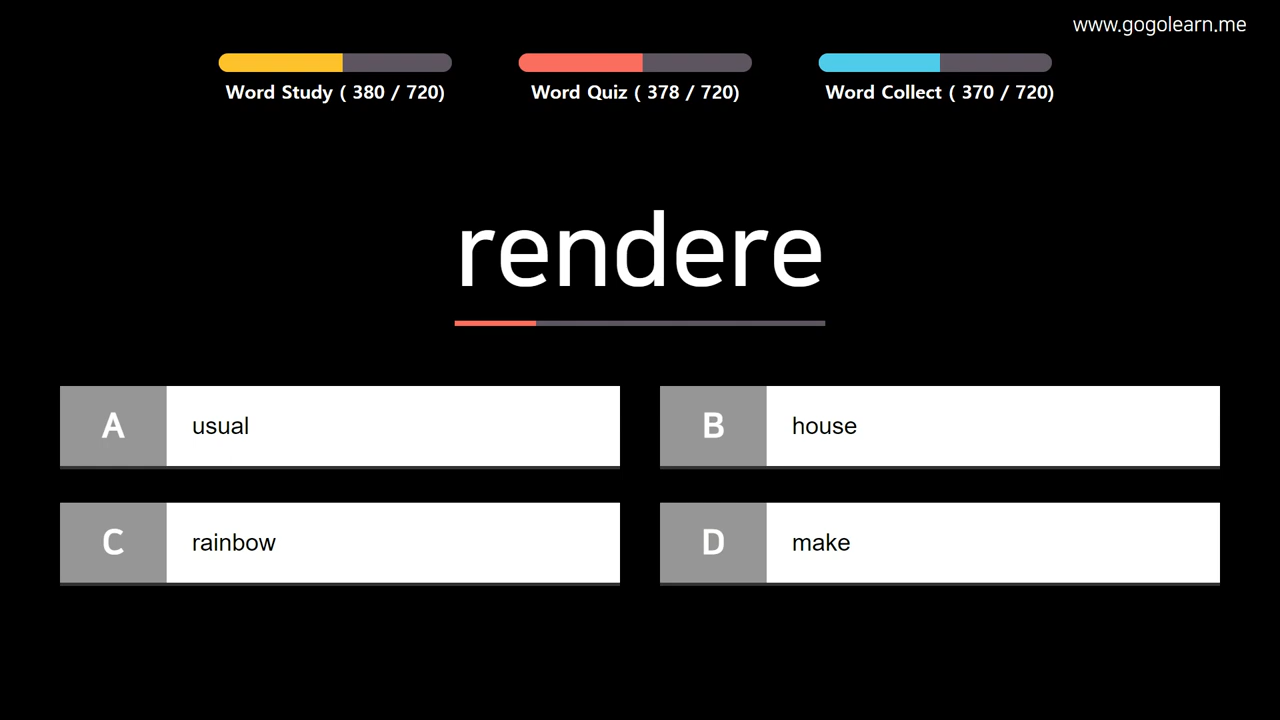 www.gogolearn.me
Word Study ( 380 / 720)
Word Quiz ( 378 / 720)
Word Collect ( 370 / 720)
rendere
A usual
B house
C rainbow
D make